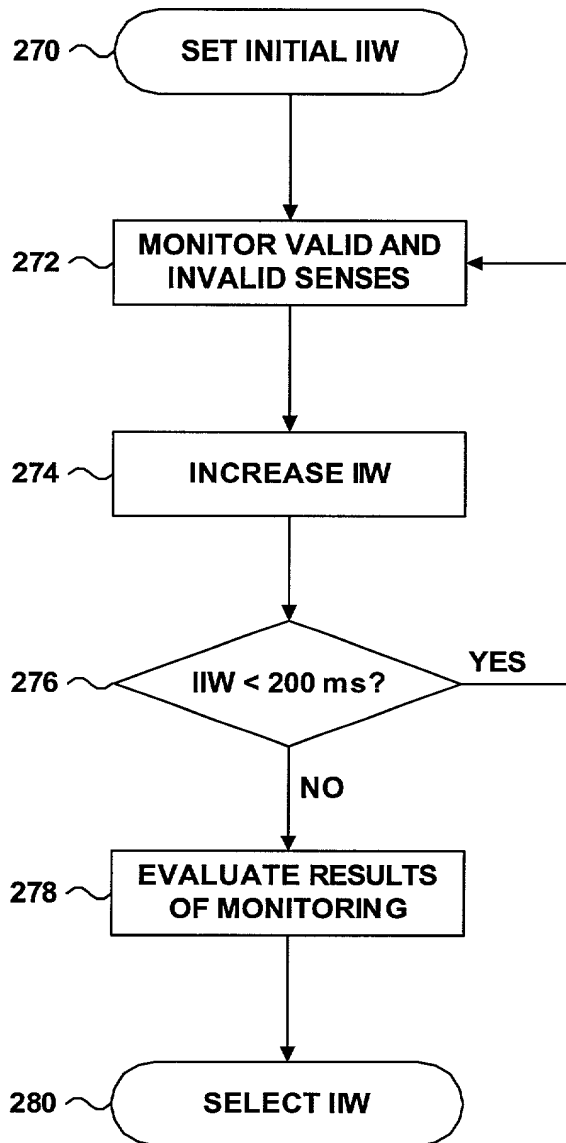 270
SET INITIAL IIW
272
MONITOR VALID AND
INVALID SENSES
274
INCREASE IIW
276
IIW < 200 ms?
YES
NO
278
EVALUATE RESULTS
OF MONITORING
280
SELECT IIW